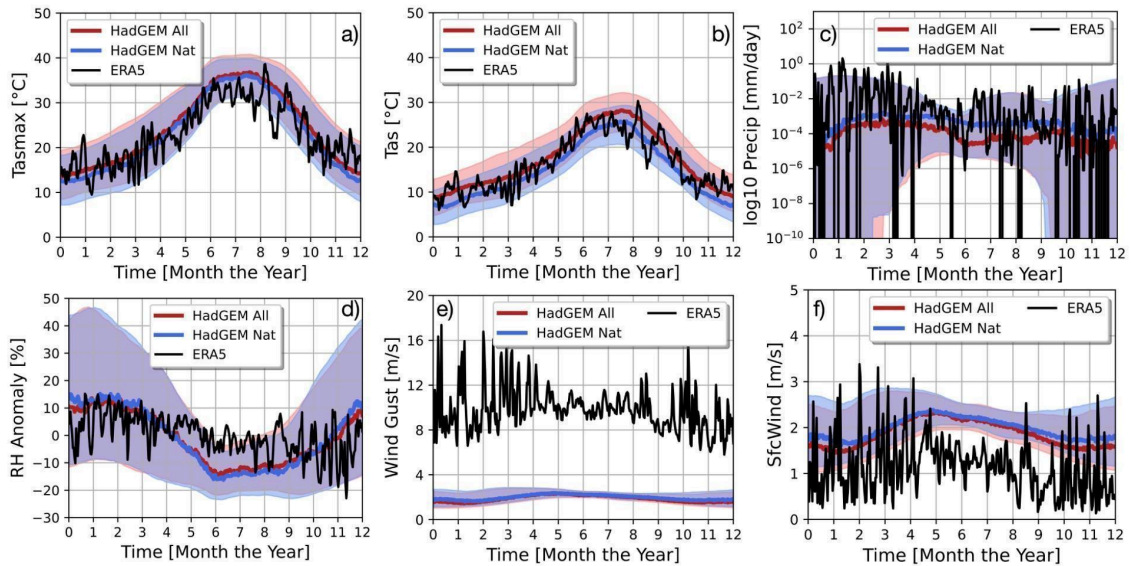 a)
HadGEM All
HadGEM Nat
ERA5
Tasmax [°C]
50
40
30
20
10
0
0 1 2 3 4 5 6 7 8 9 10 11 12
Time [Month the Year]
b)
HadGEM All
HadGEM Nat
ERA5
Tas [°C]
50
40
30
20
10
0
0 1 2 3 4 5 6 7 8 9 10 11 12
Time [Month the Year]
c)
HadGEM All
HadGEM Nat
ERA5
log10 Precip [mm/day]
10²
10⁰
10⁻²
10⁻⁴
10⁻⁶
10⁻⁸
10⁻¹⁰
0 1 2 3 4 5 6 7 8 9 10 11 12
Time [Month the Year]
d)
HadGEM All
HadGEM Nat
ERA5
RH Anomaly [%]
50
40
30
20
10
0
−10
−20
−30
0 1 2 3 4 5 6 7 8 9 10 11 12
Time [Month the Year]
e)
HadGEM All
HadGEM Nat
ERA5
Wind Gust [m/s]
20
16
12
8
4
0
0 1 2 3 4 5 6 7 8 9 10 11 12
Time [Month the Year]
f)
HadGEM All
HadGEM Nat
ERA5
SfcWind [m/s]
5
4
3
2
1
0
0 1 2 3 4 5 6 7 8 9 10 11 12
Time [Month the Year]